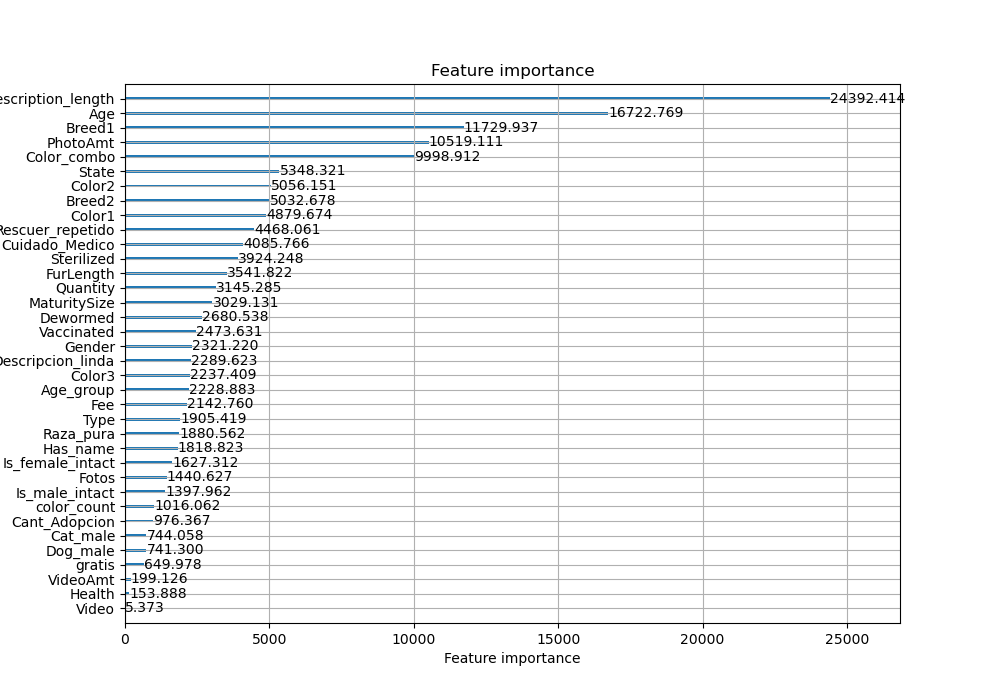 Feature importance
escription_length 24392.414
Age 16722.769
Breed1 11729.937
PhotoAmt 10519.111
Color_combo 9998.912
State 5348.321
Color2 5056.151
Breed2 5032.678
Color1 4879.674
Rescuer_repetido 4468.061
Cuidado_Medico 4085.766
Sterilized 3924.248
FurLength 3541.822
Quantity 3145.285
MaturitySize 3029.131
Dewormed 2680.538
Vaccinated 2473.631
Gender 2321.220
Descripcion_linda 2289.623
Color3 2237.409
Age_group 2228.883
Fee 2142.760
Type 1905.419
Raza_pura 1880.562
Has_name 1818.823
Is_female_intact 1627.312
Fotos 1440.627
Is_male_intact 1397.962
color_count 1016.062
Cant_Adopcion 976.367
Cat_male 744.058
Dog_male 741.300
gratis 649.978
VideoAmt 199.126
Health 153.888
Video 5.373
0 5000 10000 15000 20000 25000
Feature importance